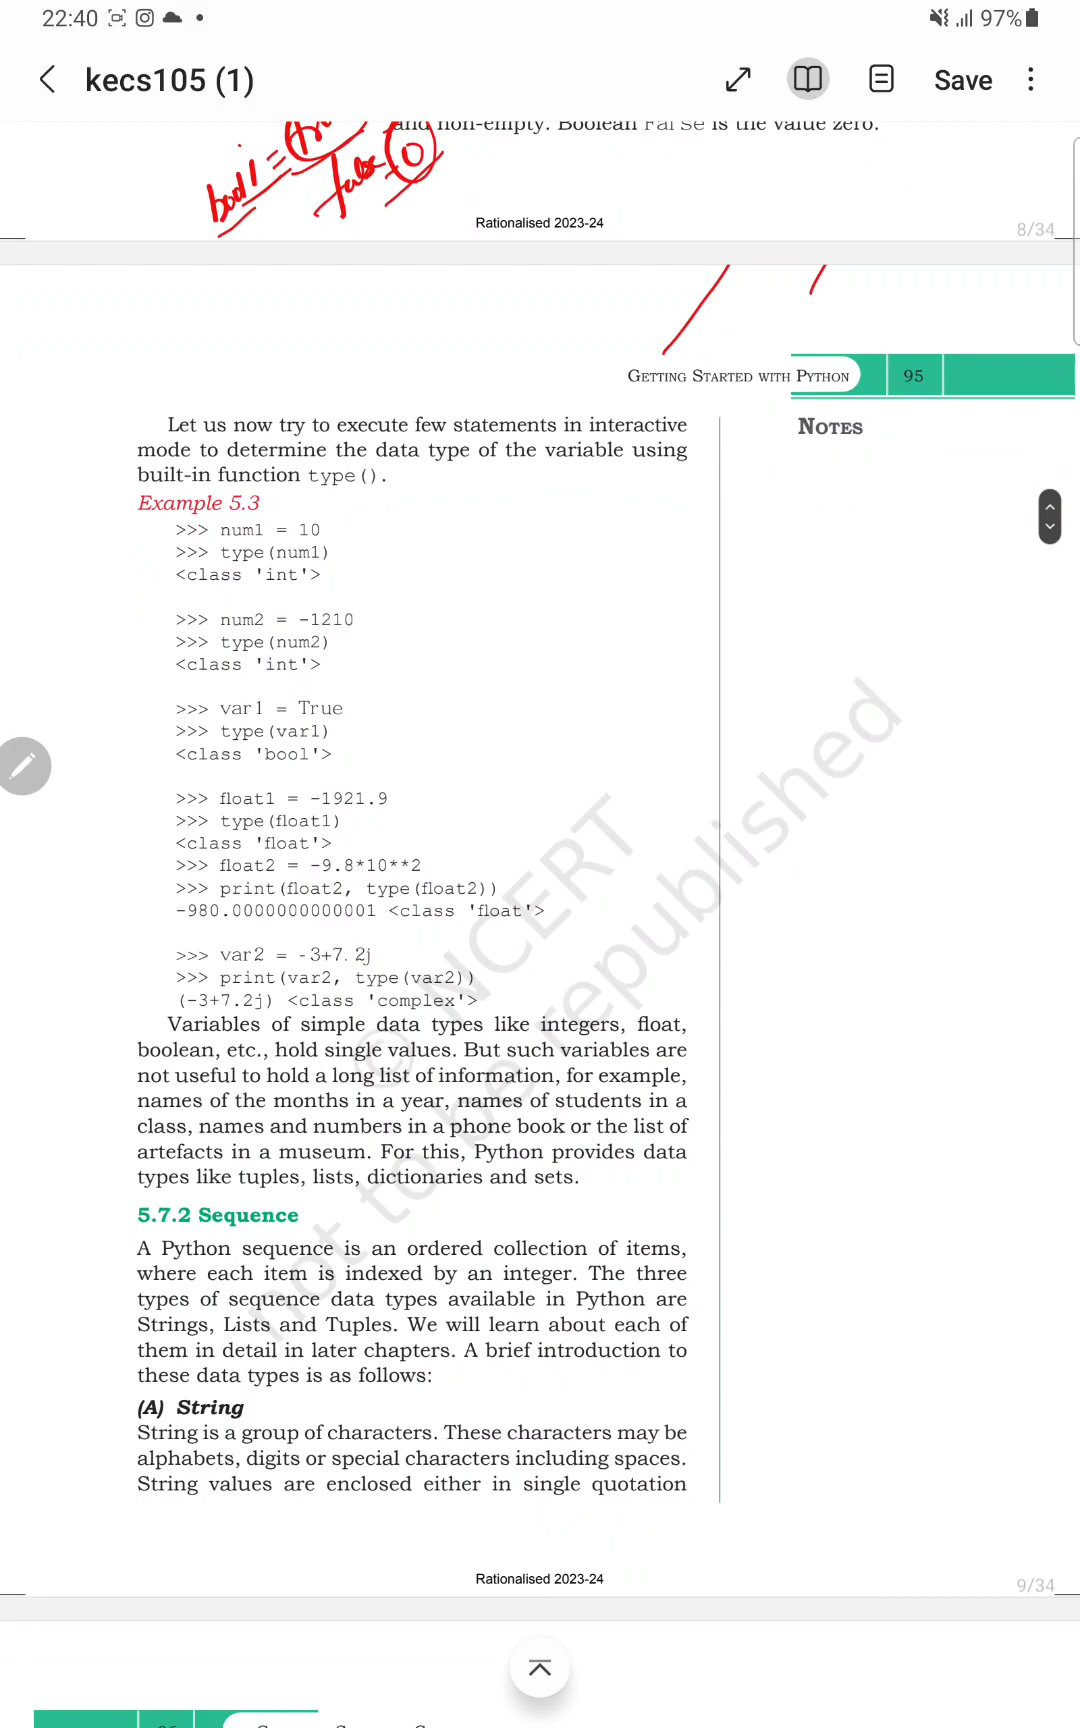 22:40
97%
kecs105 (1)
Save
and non-empty. Boolean False is the value zero.
bool1 =
false (0)
Rationalised 2023-24
8/34
GETTING STARTED WITH PYTHON
95
NOTES
Let us now try to execute few statements in interactive
mode to determine the data type of the variable using
built-in function type().
Example 5.3
>>> num1 = 10
>>> type(num1)
<class 'int'>
>>> num2 = -1210
>>> type(num2)
<class 'int'>
>>> var1 = True
>>> type(var1)
<class 'bool'>
>>> float1 = -1921.9
>>> type(float1)
<class 'float'>
>>> float2 = -9.8*10**2
>>> print(float2, type(float2))
-980.0000000000001 <class 'float'>
>>> var2 = -3+7.2j
>>> print(var2, type(var2))
(-3+7.2j) <class 'complex'>
Variables of simple data types like integers, float,
boolean, etc., hold single values. But such variables are
not useful to hold a long list of information, for example,
names of the months in a year, names of students in a
class, names and numbers in a phone book or the list of
artefacts in a museum. For this, Python provides data
types like tuples, lists, dictionaries and sets.
5.7.2 Sequence
A Python sequence is an ordered collection of items,
where each item is indexed by an integer. The three
types of sequence data types available in Python are
Strings, Lists and Tuples. We will learn about each of
them in detail in later chapters. A brief introduction to
these data types is as follows:
(A) String
String is a group of characters. These characters may be
alphabets, digits or special characters including spaces.
String values are enclosed either in single quotation
© NCERT
not to be republished
Rationalised 2023-24
9/34